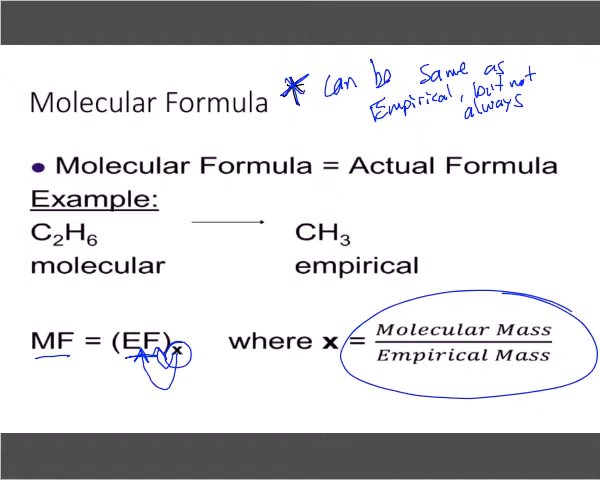 Molecular Formula * can be same as
Empirical, but not
always
• Molecular Formula = Actual Formula
Example:
C₂H₆ → CH₃
molecular empirical
MF = (EF)ₓ where x = Molecular Mass
Empirical Mass